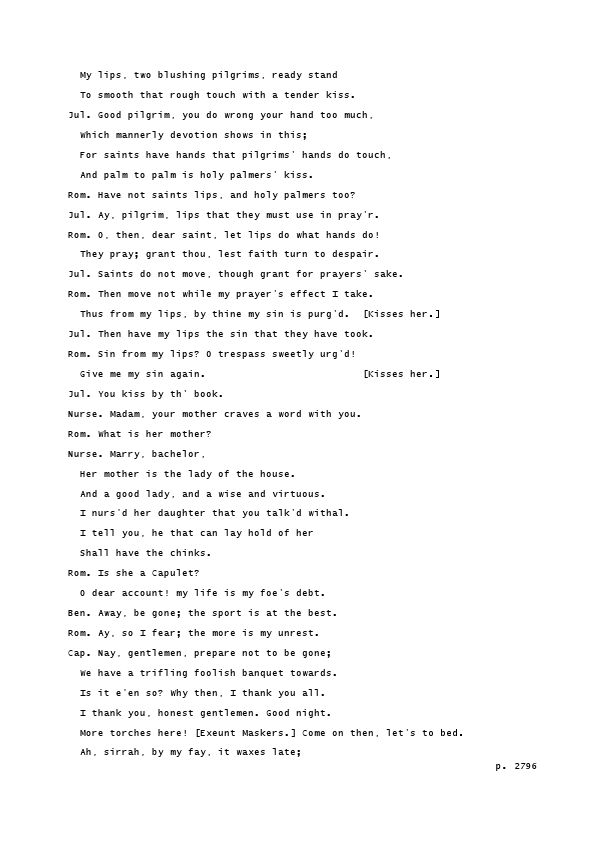 My lips, two blushing pilgrims, ready stand
To smooth that rough touch with a tender kiss.
Jul. Good pilgrim, you do wrong your hand too much,
Which mannerly devotion shows in this;
For saints have hands that pilgrims' hands do touch,
And palm to palm is holy palmers' kiss.
Rom. Have not saints lips, and holy palmers too?
Jul. Ay, pilgrim, lips that they must use in pray'r.
Rom. O, then, dear saint, let lips do what hands do!
They pray; grant thou, lest faith turn to despair.
Jul. Saints do not move, though grant for prayers' sake.
Rom. Then move not while my prayer's effect I take.
Thus from my lips, by thine my sin is purg'd.  [Kisses her.]
Jul. Then have my lips the sin that they have took.
Rom. Sin from my lips? O trespass sweetly urg'd!
Give me my sin again.                          [Kisses her.]
Jul. You kiss by th' book.
Nurse. Madam, your mother craves a word with you.
Rom. What is her mother?
Nurse. Marry, bachelor,
Her mother is the lady of the house.
And a good lady, and a wise and virtuous.
I nurs'd her daughter that you talk'd withal.
I tell you, he that can lay hold of her
Shall have the chinks.
Rom. Is she a Capulet?
O dear account! my life is my foe's debt.
Ben. Away, be gone; the sport is at the best.
Rom. Ay, so I fear; the more is my unrest.
Cap. Nay, gentlemen, prepare not to be gone;
We have a trifling foolish banquet towards.
Is it e'en so? Why then, I thank you all.
I thank you, honest gentlemen. Good night.
More torches here! [Exeunt Maskers.] Come on then, let's to bed.
Ah, sirrah, by my fay, it waxes late;
p. 2796